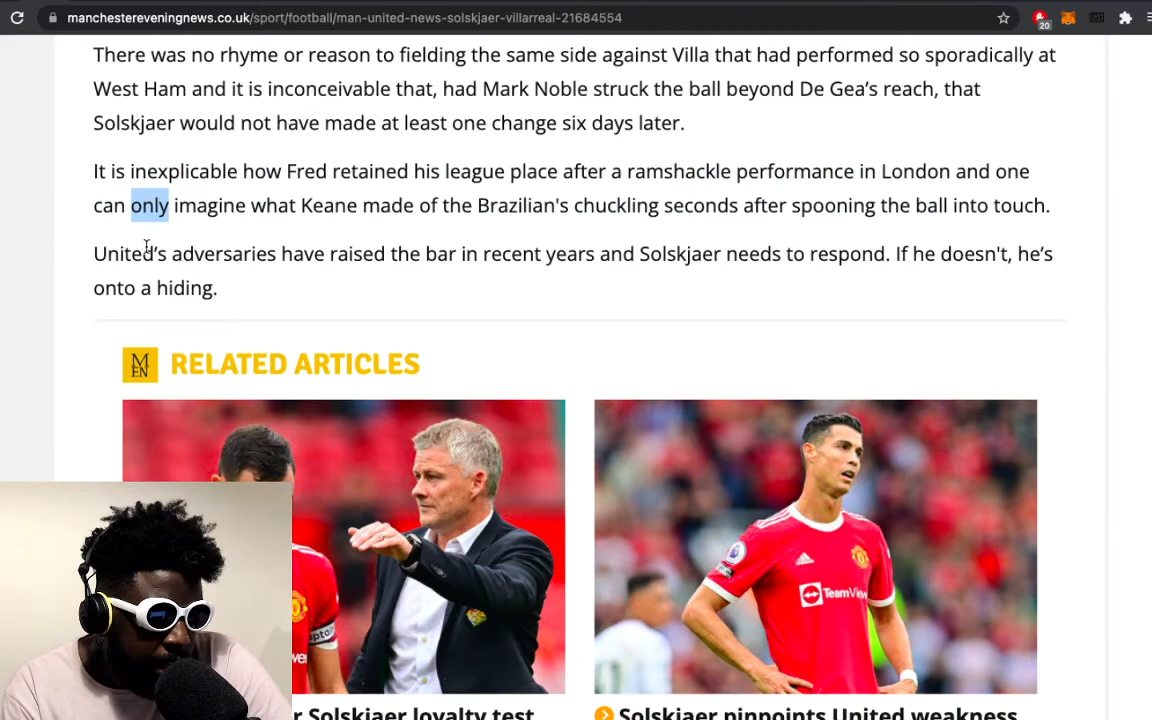 manchestereveningnews.co.uk/sport/football/man-united-news-solskjaer-villarreal-21684554
20
There was no rhyme or reason to fielding the same side against Villa that had performed so sporadically at
West Ham and it is inconceivable that, had Mark Noble struck the ball beyond De Gea’s reach, that
Solskjaer would not have made at least one change six days later.
It is inexplicable how Fred retained his league place after a ramshackle performance in London and one
can only imagine what Keane made of the Brazilian's chuckling seconds after spooning the ball into touch.
United’s adversaries have raised the bar in recent years and Solskjaer needs to respond. If he doesn't, he’s
onto a hiding.
M
EN
RELATED ARTICLES
TeamView
Solskjaer loyalty test
Solskjaer pinpoints United weakness